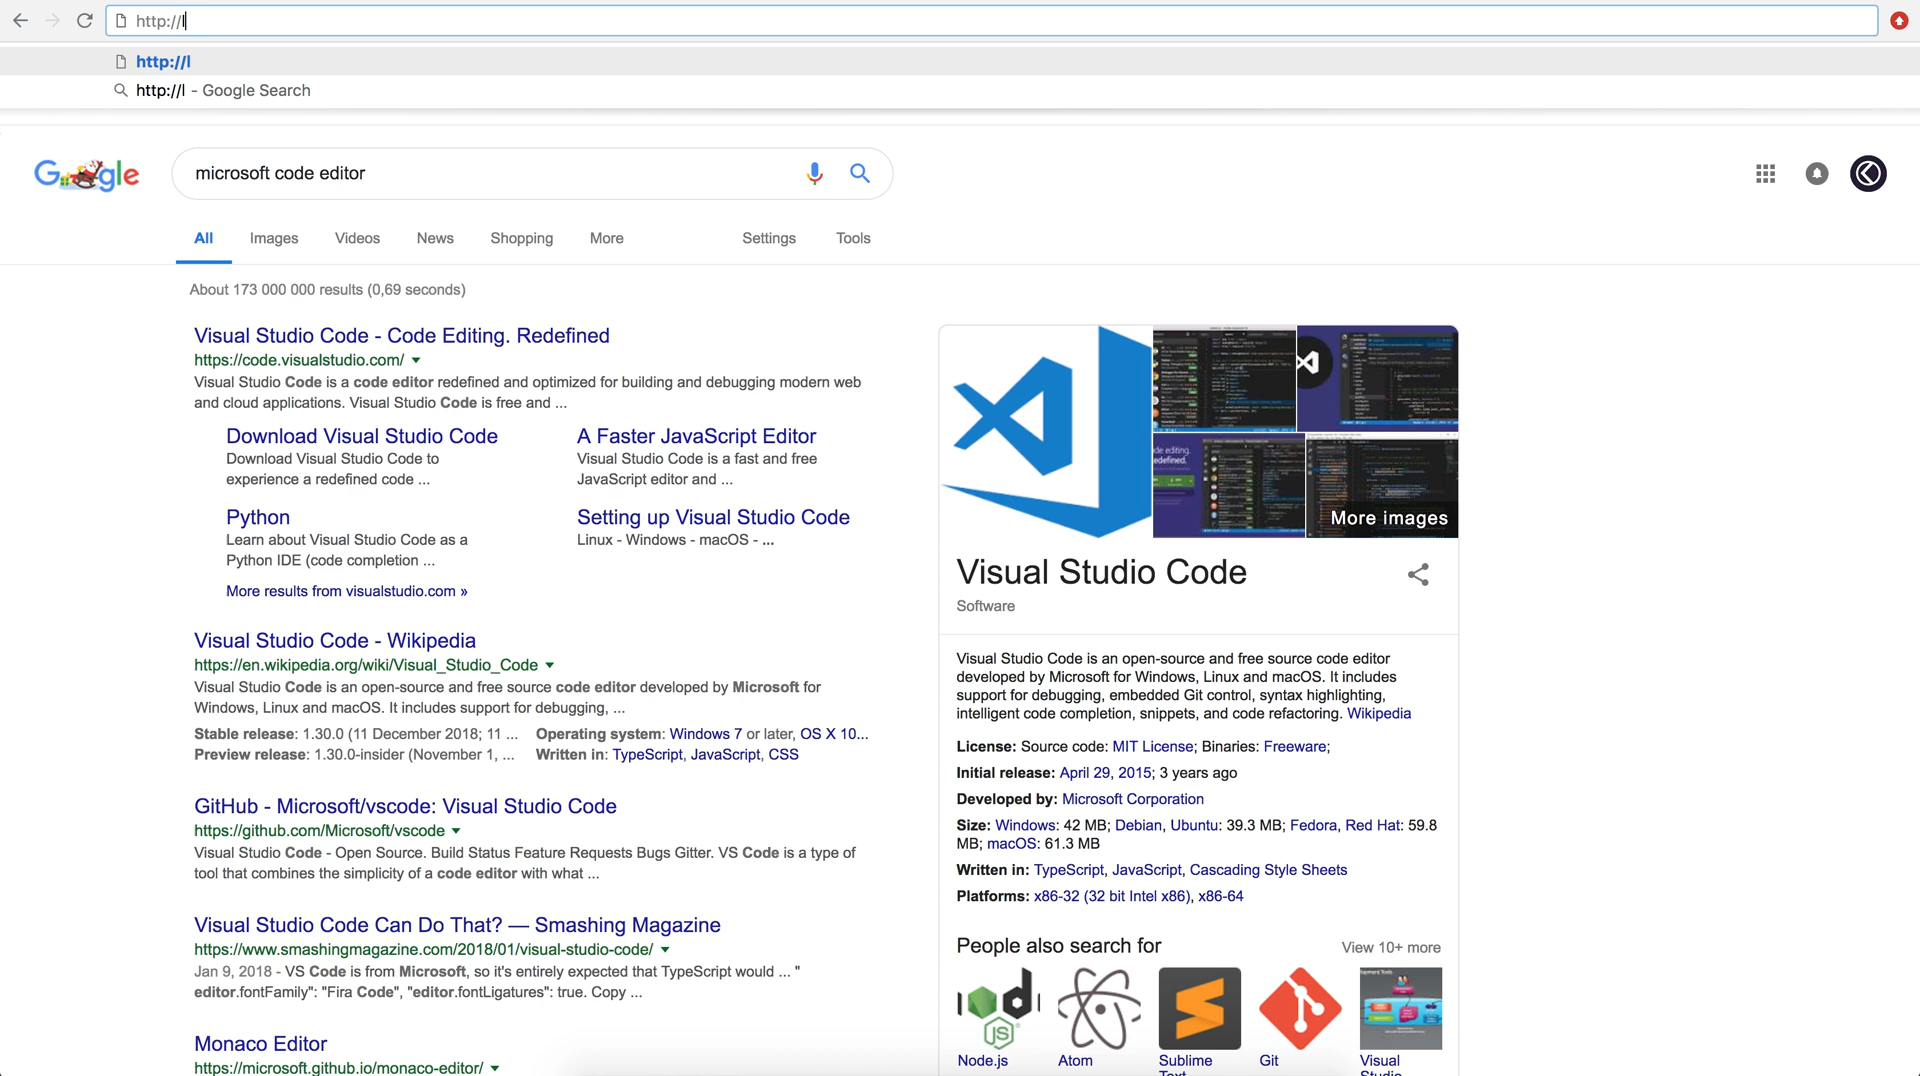 http://l
http://l
http://l - Google Search
Google
microsoft code editor
All Images Videos News Shopping More Settings Tools
About 173 000 000 results (0,69 seconds)
Visual Studio Code - Code Editing. Redefined
https://code.visualstudio.com/
Visual Studio Code is a code editor redefined and optimized for building and debugging modern web
and cloud applications. Visual Studio Code is free and ...
Download Visual Studio Code
Download Visual Studio Code to
experience a redefined code ...
A Faster JavaScript Editor
Visual Studio Code is a fast and free
JavaScript editor and ...
Python
Learn about Visual Studio Code as a
Python IDE (code completion ...
Setting up Visual Studio Code
Linux - Windows - macOS - ...
More results from visualstudio.com »
Visual Studio Code - Wikipedia
https://en.wikipedia.org/wiki/Visual_Studio_Code
Visual Studio Code is an open-source and free source code editor developed by Microsoft for
Windows, Linux and macOS. It includes support for debugging, ...
Stable release: 1.30.0 (11 December 2018; 11 ... Operating system: Windows 7 or later, OS X 10...
Preview release: 1.30.0-insider (November 1, ... Written in: TypeScript, JavaScript, CSS
GitHub - Microsoft/vscode: Visual Studio Code
https://github.com/Microsoft/vscode
Visual Studio Code - Open Source. Build Status Feature Requests Bugs Gitter. VS Code is a type of
tool that combines the simplicity of a code editor with what ...
Visual Studio Code Can Do That? — Smashing Magazine
https://www.smashingmagazine.com/2018/01/visual-studio-code/
Jan 9, 2018 - VS Code is from Microsoft, so it's entirely expected that TypeScript would ... "
editor.fontFamily": "Fira Code", "editor.fontLigatures": true. Copy ...
Monaco Editor
https://microsoft.github.io/monaco-editor/
More images
Visual Studio Code
Software
Visual Studio Code is an open-source and free source code editor
developed by Microsoft for Windows, Linux and macOS. It includes
support for debugging, embedded Git control, syntax highlighting,
intelligent code completion, snippets, and code refactoring. Wikipedia
License: Source code: MIT License; Binaries: Freeware;
Initial release: April 29, 2015; 3 years ago
Developed by: Microsoft Corporation
Size: Windows: 42 MB; Debian, Ubuntu: 39.3 MB; Fedora, Red Hat: 59.8
MB; macOS: 61.3 MB
Written in: TypeScript, JavaScript, Cascading Style Sheets
Platforms: x86-32 (32 bit Intel x86), x86-64
People also search for
View 10+ more
Node.js Atom Sublime Git Visual
Text Studio